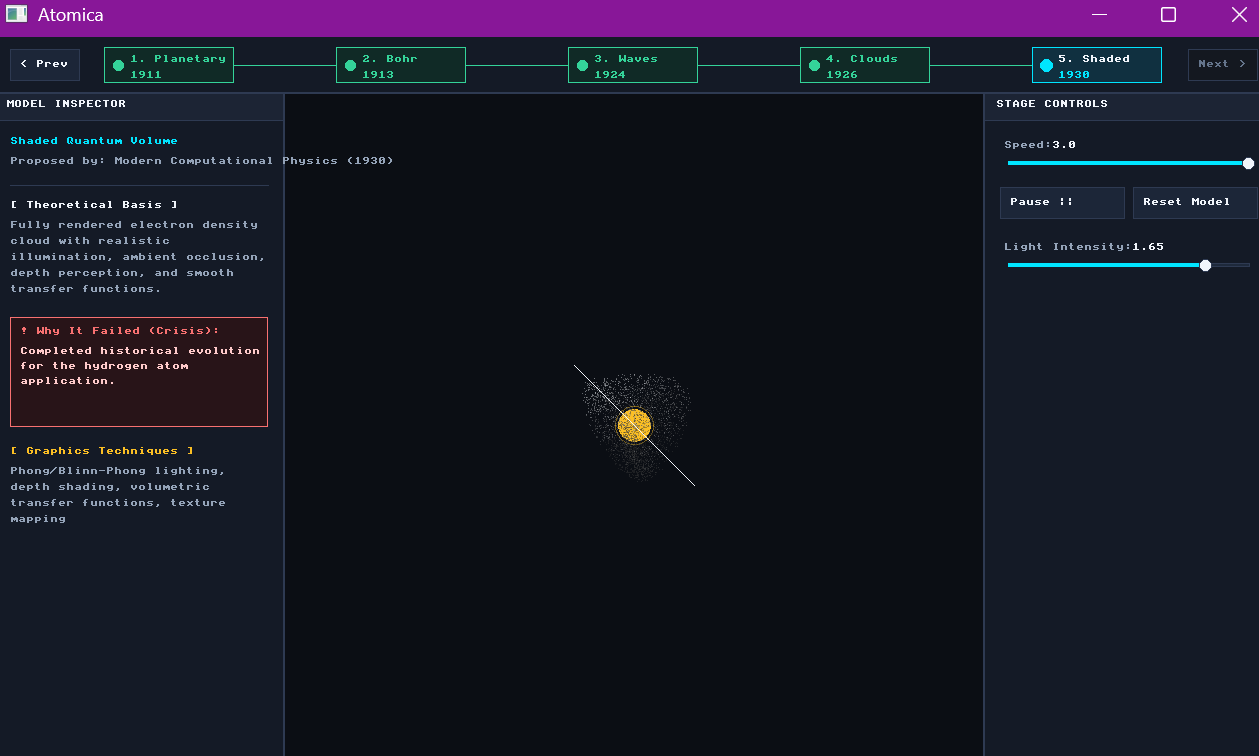 Atomica
< Prev
1. Planetary
1911
2. Bohr
1913
3. Waves
1924
4. Clouds
1926
5. Shaded
1930
Next >
MODEL INSPECTOR
Shaded Quantum Volume
Proposed by: Modern Computational Physics (1930)
[ Theoretical Basis ]
Fully rendered electron density
cloud with realistic
illumination, ambient occlusion,
depth perception, and smooth
transfer functions.
! Why It Failed (Crisis):
Completed historical evolution
for the hydrogen atom
application.
[ Graphics Techniques ]
Phong/Blinn-Phong lighting,
depth shading, volumetric
transfer functions, texture
mapping
STAGE CONTROLS
Speed:3.0
Pause ||
Reset Model
Light Intensity:1.65